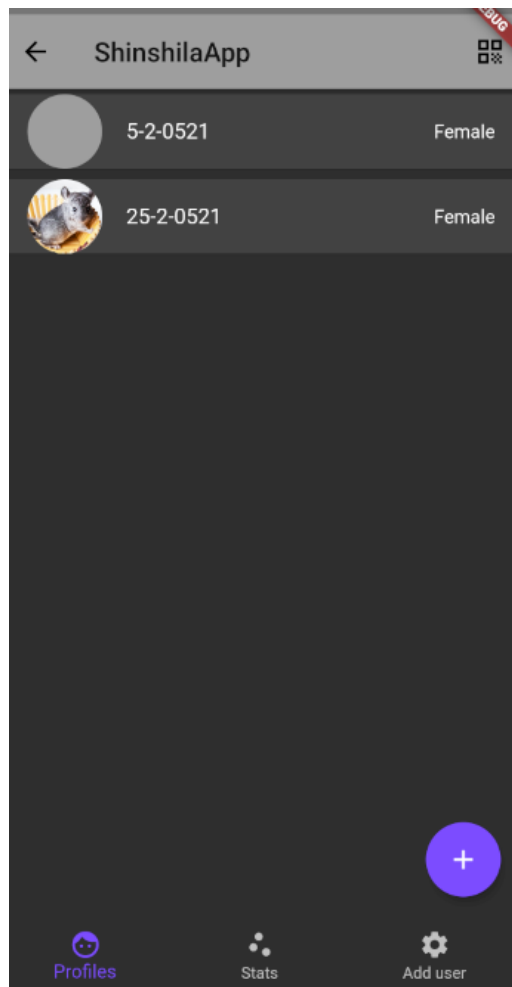 ShinshilaApp
5-2-0521
Female
25-2-0521
Female
Profiles
Stats
Add user